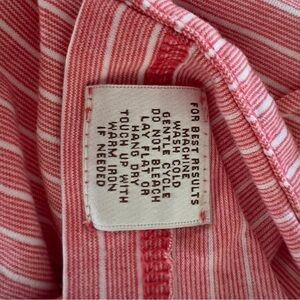 FOR BEST RESULTS
MACHINE
WASH COLD
GENTLE CYCLE
DO NOT BLEACH
LAY FLAT OR
HANG DRY
TOUCH UP WITH
WARM IRON
IF NEEDED